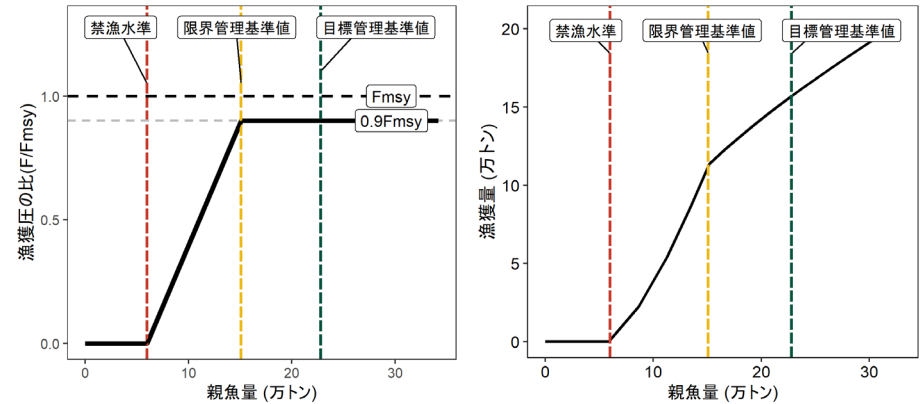 禁漁水準
限界管理基準値
目標管理基準値
Fmsy
0.9Fmsy
1.0
0.5
0.0
漁獲圧の比(F/Fmsy)
0
10
20
30
親魚量 (万トン)
禁漁水準
限界管理基準値
目標管理基準値
20
15
10
5
0
漁獲量 (万トン)
0
10
20
30
親魚量 (万トン)